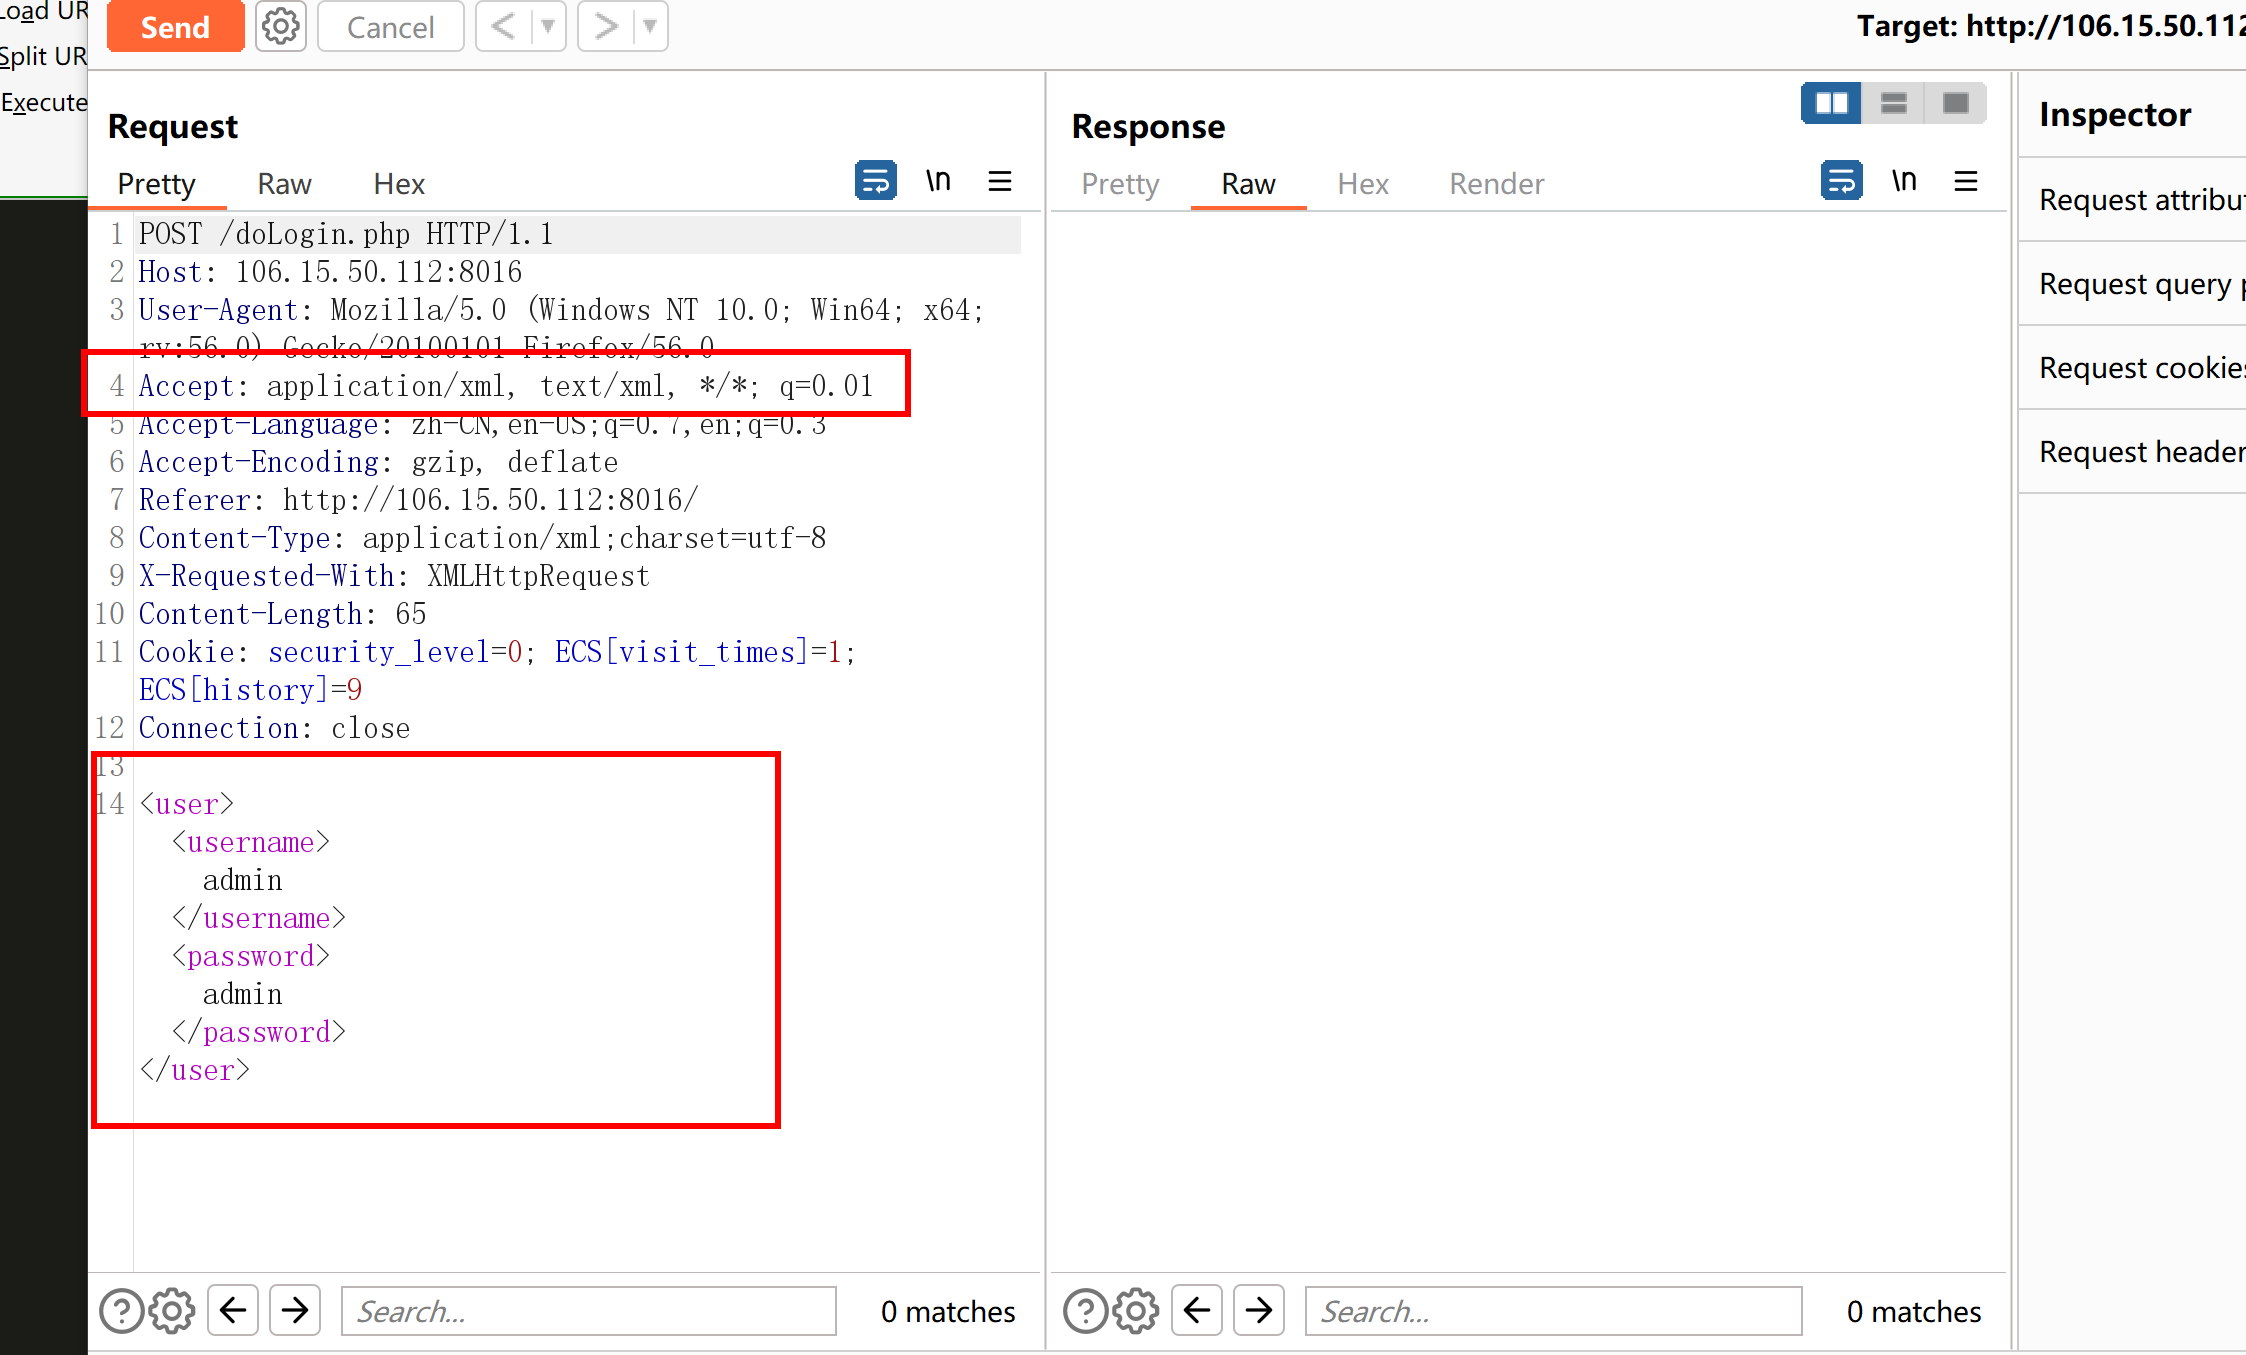 Load UR
Split UR
Execute
Send
Cancel
Target: http://106.15.50.112
Request
Pretty
Raw
Hex
\n
1 POST /doLogin.php HTTP/1.1
2 Host: 106.15.50.112:8016
3 User-Agent: Mozilla/5.0 (Windows NT 10.0; Win64; x64;
rv:56.0) Gecko/20100101 Firefox/56.0
4 Accept: application/xml, text/xml, */*; q=0.01
5 Accept-Language: zh-CN,en-US;q=0.7,en;q=0.3
6 Accept-Encoding: gzip, deflate
7 Referer: http://106.15.50.112:8016/
8 Content-Type: application/xml;charset=utf-8
9 X-Requested-With: XMLHttpRequest
10 Content-Length: 65
11 Cookie: security_level=0; ECS[visit_times]=1;
ECS[history]=9
12 Connection: close
13
14 <user>
<username>
admin
</username>
<password>
admin
</password>
</user>
Search...
0 matches
Response
Pretty
Raw
Hex
Render
\n
Search...
0 matches
Inspector
Request attribut
Request query p
Request cookies
Request header